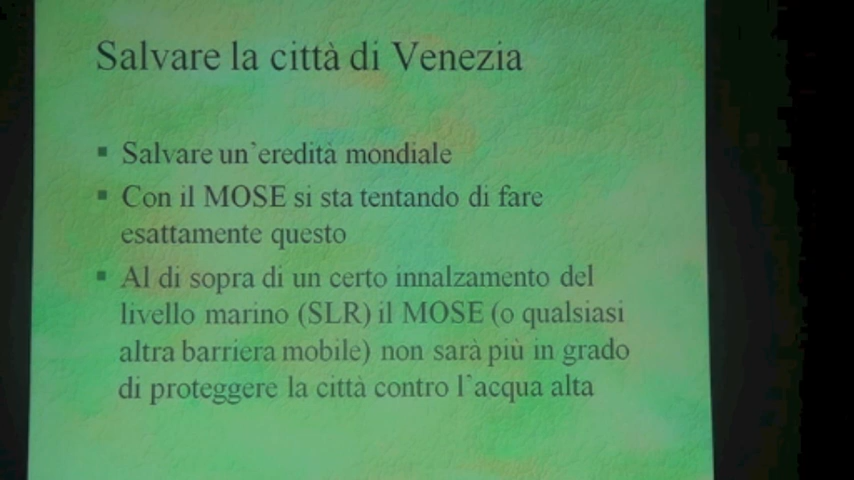 Salvare la città di Venezia
▪ Salvare un'eredità mondiale
▪ Con il MOSE si sta tentando di fare
esattamente questo
▪ Al di sopra di un certo innalzamento del
livello marino (SLR) il MOSE (o qualsiasi
altra barriera mobile) non sarà più in grado
di proteggere la città contro l'acqua alta